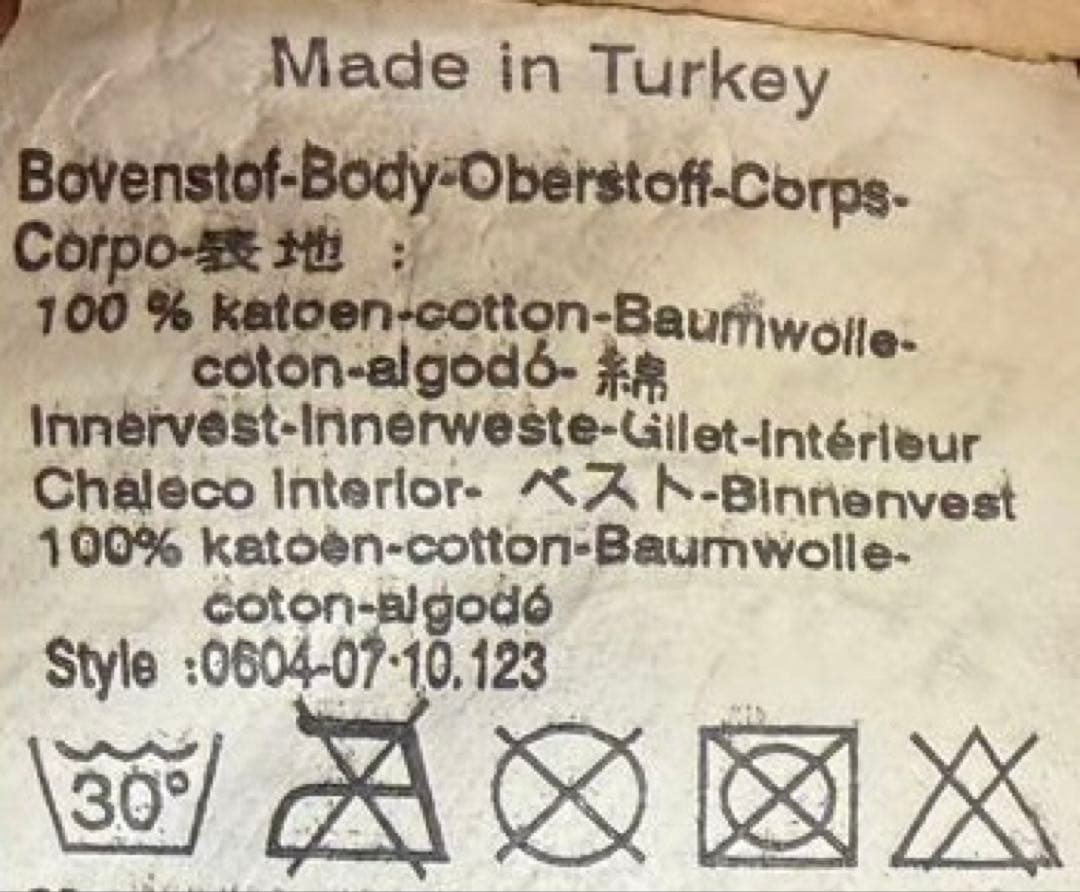 Made in Turkey
Bovenstof-Body-Oberstoff-Corps-
Corpo-表地 :
100 % katoen-cotton-Baumwolle-
coton-algodó- 綿
Innervest-Innerweste-Gillet-Intérieur
Chaleco Interior- ベスト-Binnenvest
100% katoen-cotton-Baumwolle-
coton-algodó
Style :0604-07·10.123
30°